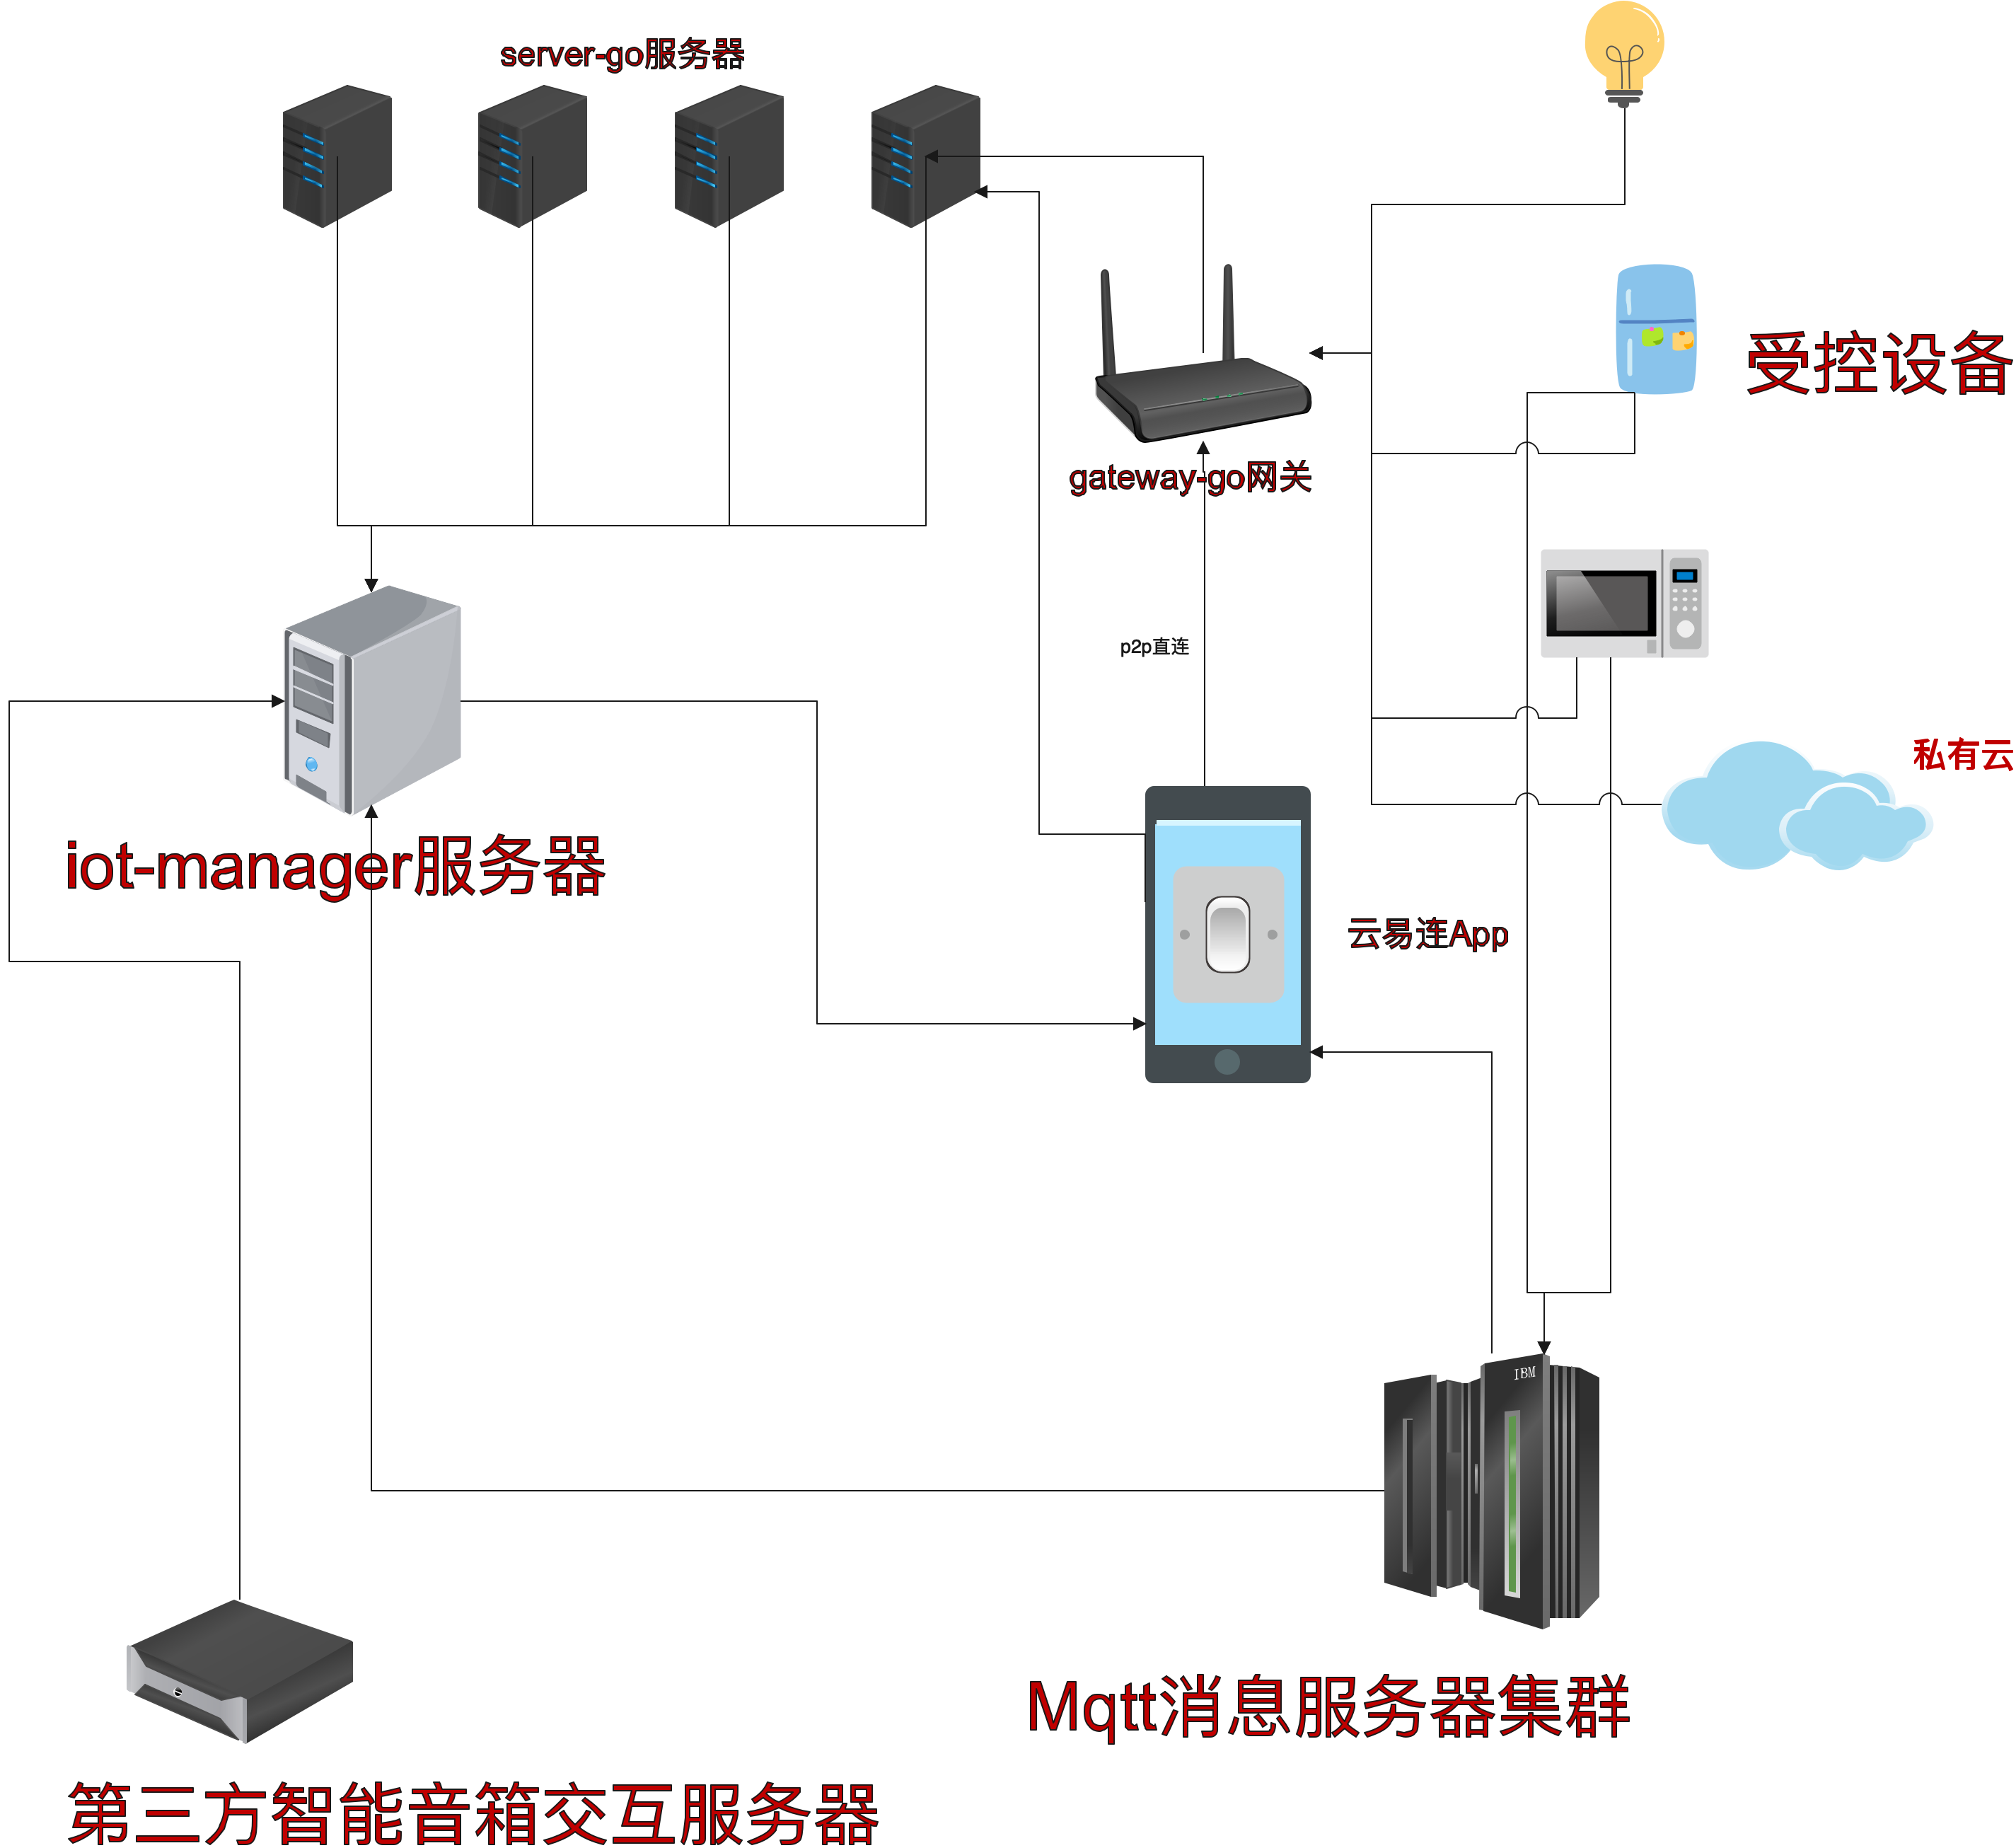 server-go服务器
受控设备
gateway-go网关
p2p直连
私有云
iot-manager服务器
云易连App
IBM
Mqtt消息服务器集群
第三方智能音箱交互服务器